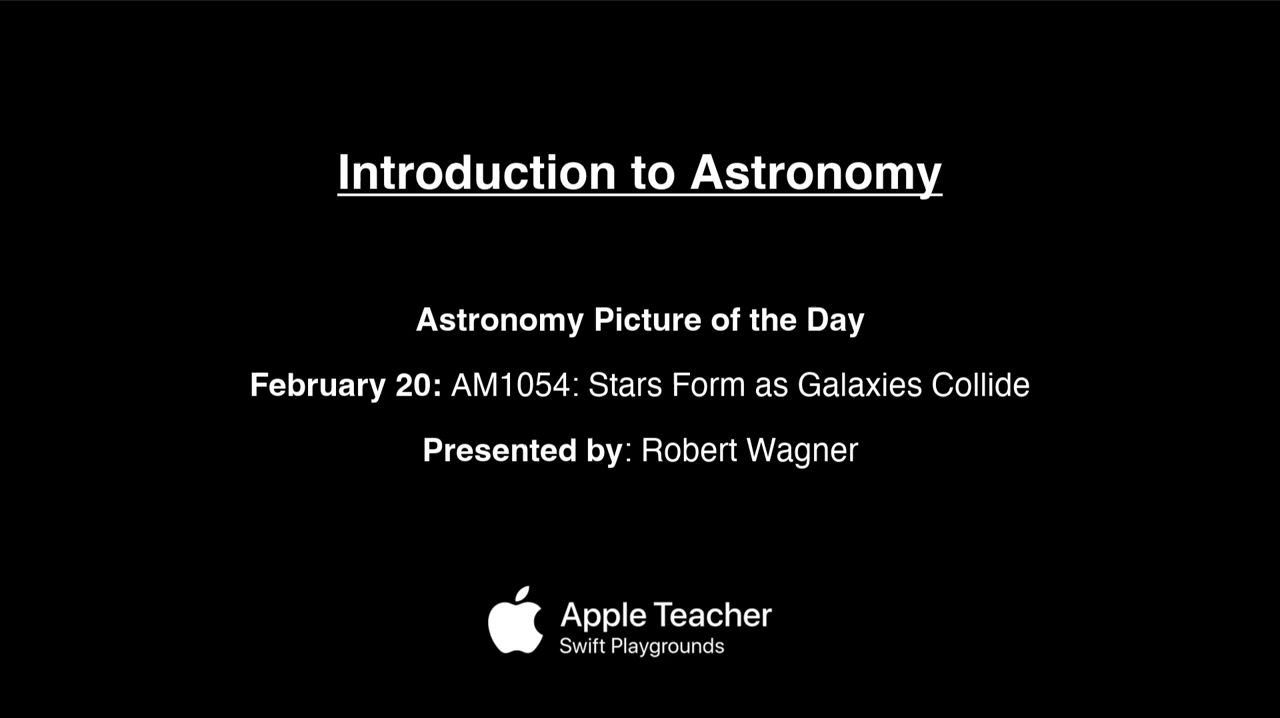 Introduction to Astronomy
Astronomy Picture of the Day
February 20: AM1054: Stars Form as Galaxies Collide
Presented by: Robert Wagner
Apple Teacher
Swift Playgrounds